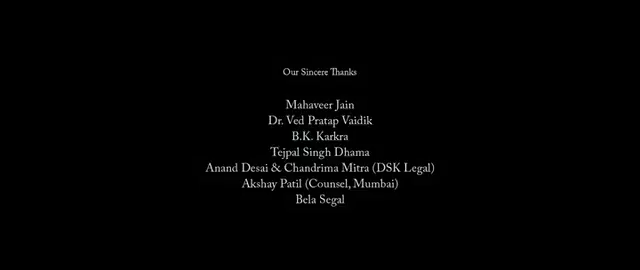 Our Sincere Thanks
Mahaveer Jain
Dr. Ved Pratap Vaidik
B.K. Karkra
Tejpal Singh Dhama
Anand Desai & Chandrima Mitra (DSK Legal)
Akshay Patil (Counsel, Mumbai)
Bela Segal